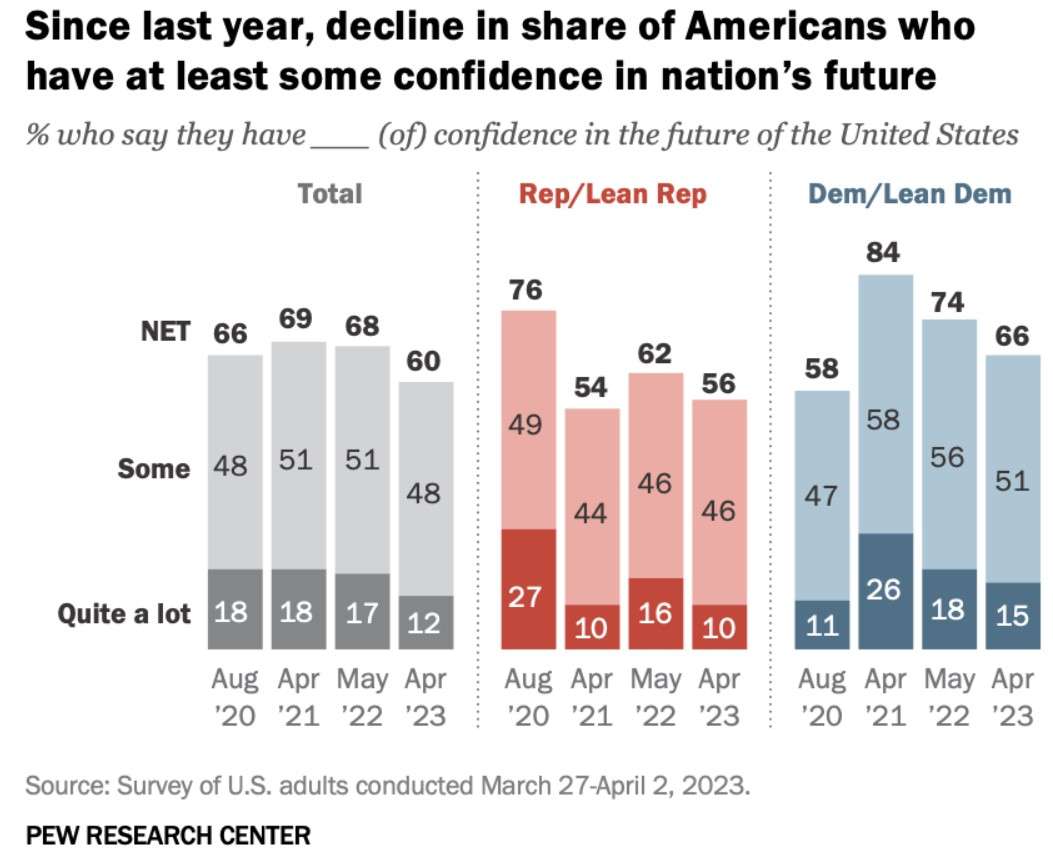 Since last year, decline in share of Americans who
have at least some confidence in nation's future
% who say they have ___ (of) confidence in the future of the United States
Total
Rep/Lean Rep
Dem/Lean Dem
NET
66
69
68
60
Some
48
51
51
48
Quite a lot
18
18
17
12
Aug '20
Apr '21
May '22
Apr '23
76
54
62
56
49
44
46
46
27
10
16
10
Aug '20
Apr '21
May '22
Apr '23
58
84
74
66
47
58
56
51
11
26
18
15
Aug '20
Apr '21
May '22
Apr '23
Source: Survey of U.S. adults conducted March 27-April 2, 2023.
PEW RESEARCH CENTER